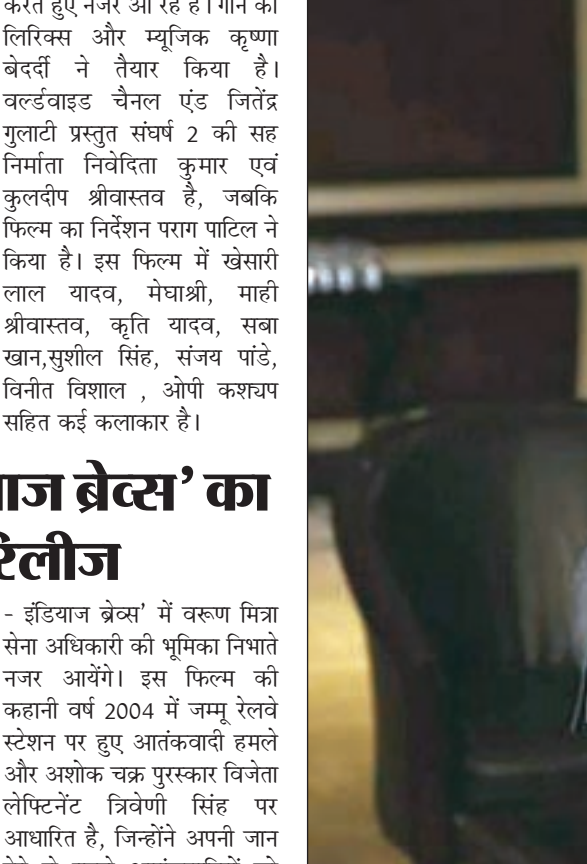 करते हुए नजर आ रहे हैं। गाने का
लिरिक्स और म्यूजिक कृष्णा
बेदर्दी ने तैयार किया है।
वर्ल्डवाइड चैनल एंड जितेंद्र
गुलाटी प्रस्तुत संघर्ष 2 की सह
निर्माता निवेदिता कुमार एवं
कुलदीप श्रीवास्तव है, जबकि
फिल्म का निर्देशन पराग पाटिल ने
किया है। इस फिल्म में खेसारी
लाल यादव, मेघाश्री, माही
श्रीवास्तव, कृति यादव, सबा
खान,सुशील सिंह, संजय पांडे,
विनीत विशाल , ओपी कश्यप
सहित कई कलाकार है।
याज ब्रेव्स’ का
रिलीज
- इंडियाज ब्रेव्स’ में वरूण मित्रा
सेना अधिकारी की भूमिका निभाते
नजर आयेंगे। इस फिल्म की
कहानी वर्ष 2004 में जम्मू रेलवे
स्टेशन पर हुए आतंकवादी हमले
और अशोक चक्र पुरस्कार विजेता
लेफ्टिनेंट त्रिवेणी सिंह पर
आधारित है, जिन्होंने अपनी जान